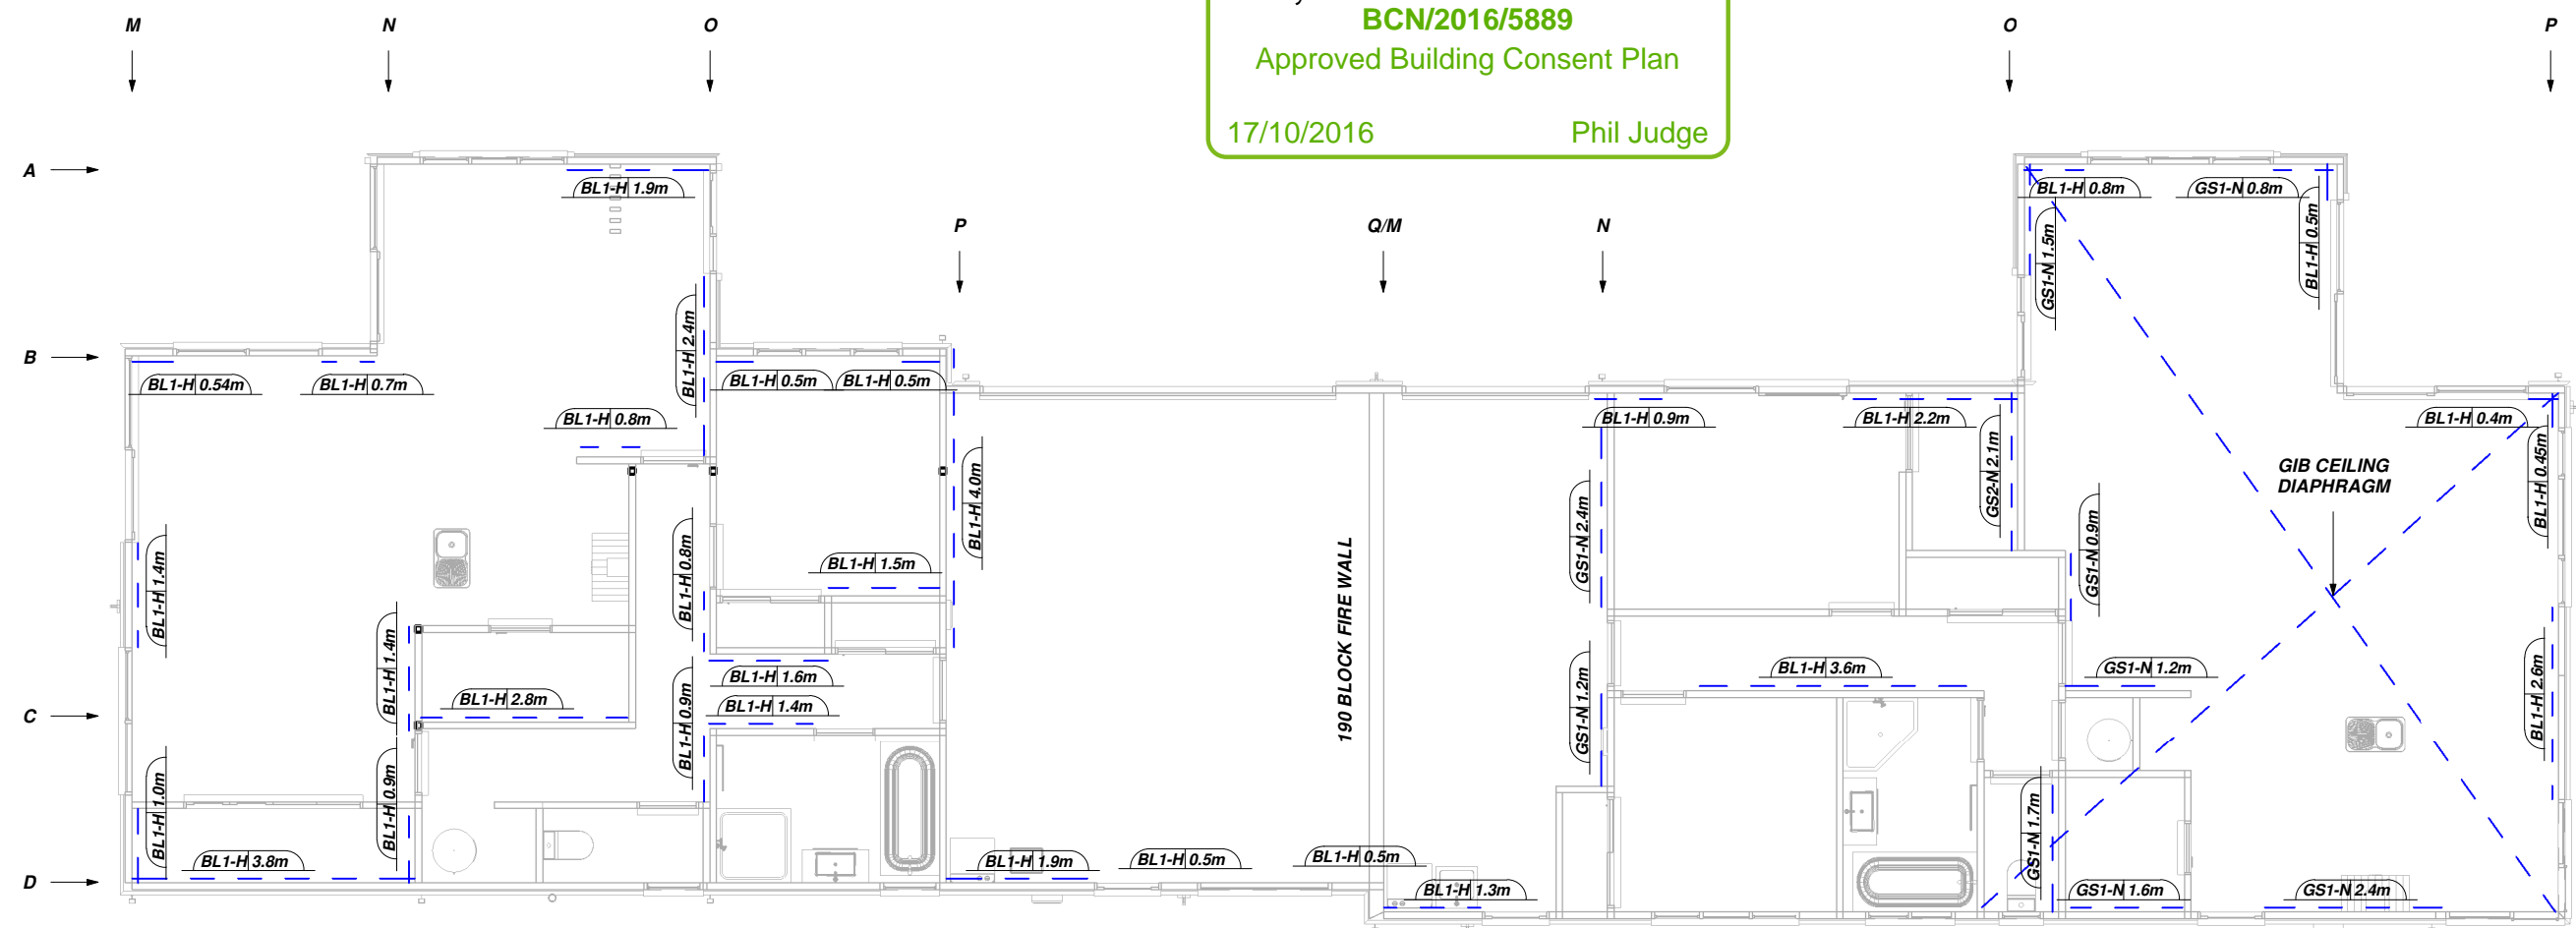 BCN/2016/5889
Approved Building Consent Plan
17/10/2016 Phil Judge
M N O O P
A
BL1-H 1.9m
BL1-H 0.8m GS1-N 0.8m
BL1-H 0.5m
GS1-N 1.5m
P Q/M N
B
BL1-H 2.4m
BL1-H 0.54m BL1-H 0.7m BL1-H 0.5m BL1-H 0.5m
BL1-H 0.8m
BL1-H 0.9m BL1-H 2.2m BL1-H 0.4m
GS2-N 2.1m
BL1-H 0.45m
BL1-H 4.0m
GIB CEILING
DIAPHRAGM
GS1-N 2.4m
GS1-N 0.9m
BL1-H 1.4m
BL1-H 0.8m
BL1-H 1.5m
190 BLOCK FIRE WALL
BL1-H 1.4m
BL1-H 1.6m
GS1-N 1.2m
BL1-H 3.6m
GS1-N 1.2m
BL1-H 2.6m
C
BL1-H 2.8m
BL1-H 0.9m
BL1-H 1.4m
BL1-H 1.0m
BL1-H 0.9m
GS1-N 1.7m
D
BL1-H 3.8m
BL1-H 1.9m
BL1-H 0.5m
BL1-H 0.5m
BL1-H 1.3m
GS1-N 1.6m
GS1-N 2.4m